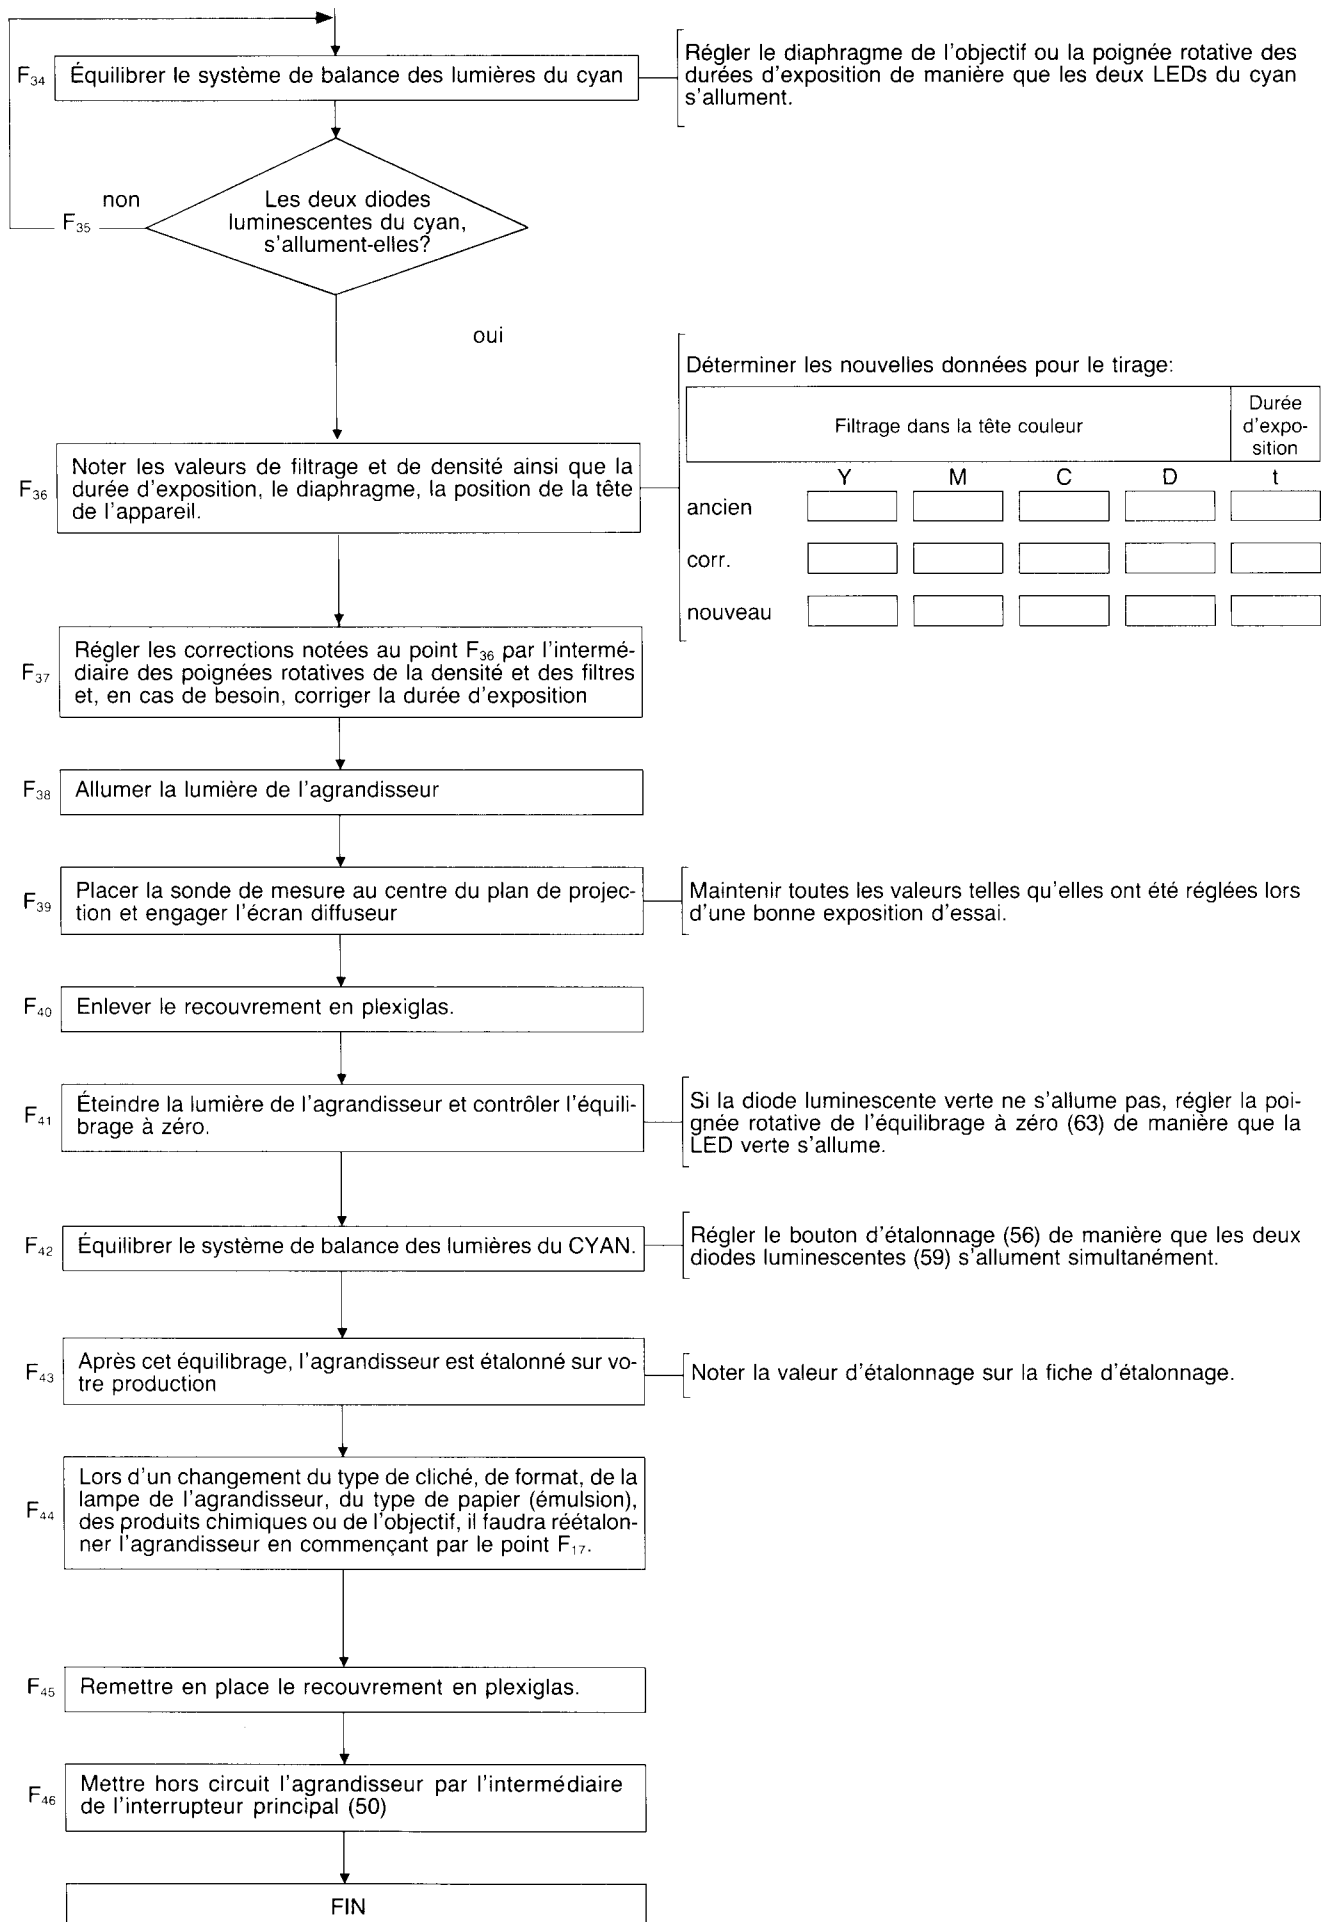 F34 Équilibrer le système de balance des lumières du cyan
Régler le diaphragme de l'objectif ou la poignée rotative des
durées d'exposition de manière que les deux LEDs du cyan
s'allument.
non
F35
Les deux diodes
luminescentes du cyan,
s'allument-elles?
oui
Déterminer les nouvelles données pour le tirage:
Filtrage dans la tête couleur
Durée
d'expo-
sition
Y M C D t
ancien
corr.
nouveau
F36
Noter les valeurs de filtrage et de densité ainsi que la
durée d'exposition, le diaphragme, la position de la tête
de l'appareil.
F37
Régler les corrections notées au point F36 par l'intermé-
diaire des poignées rotatives de la densité et des filtres
et, en cas de besoin, corriger la durée d'exposition
F38 Allumer la lumière de l'agrandisseur
F39
Placer la sonde de mesure au centre du plan de projec-
tion et engager l'écran diffuseur
Maintenir toutes les valeurs telles qu'elles ont été réglées lors
d'une bonne exposition d'essai.
F40 Enlever le recouvrement en plexiglas.
F41
Éteindre la lumière de l'agrandisseur et contrôler l'équili-
brage à zéro.
Si la diode luminescente verte ne s'allume pas, régler la poi-
gnée rotative de l'équilibrage à zéro (63) de manière que la
LED verte s'allume.
F42 Équilibrer le système de balance des lumières du CYAN.
Régler le bouton d'étalonnage (56) de manière que les deux
diodes luminescentes (59) s'allument simultanément.
F43
Après cet équilibrage, l'agrandisseur est étalonné sur vo-
tre production
Noter la valeur d'étalonnage sur la fiche d'étalonnage.
F44
Lors d'un changement du type de cliché, de format, de la
lampe de l'agrandisseur, du type de papier (émulsion),
des produits chimiques ou de l'objectif, il faudra réétalon-
ner l'agrandisseur en commençant par le point F17.
F45 Remettre en place le recouvrement en plexiglas.
F46
Mettre hors circuit l'agrandisseur par l'intermédiaire
de l'interrupteur principal (50)
FIN